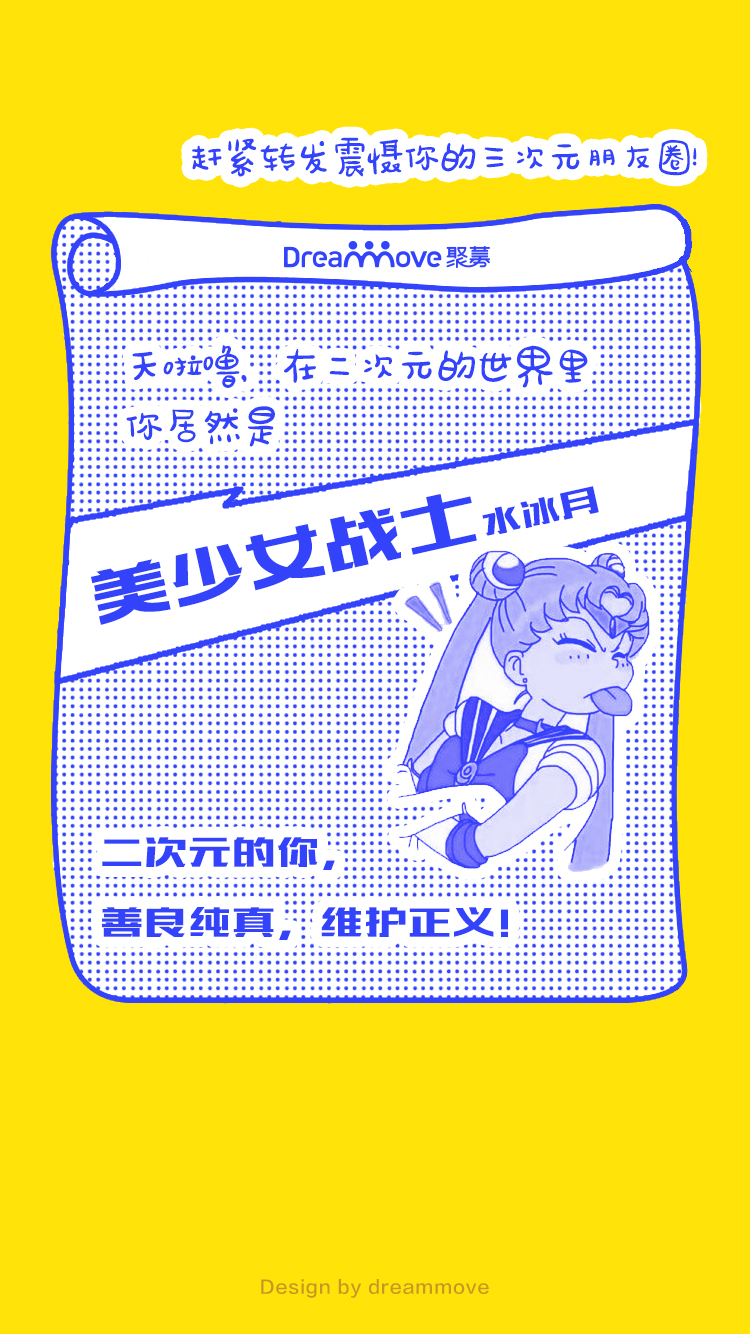 赶紧转发震慑你的三次元朋友圈!
Dreammove聚募
天啦噜,在二次元的世界里
你居然是
美少女战士水冰月
二次元的你,
善良纯真,维护正义!
Design by dreammove